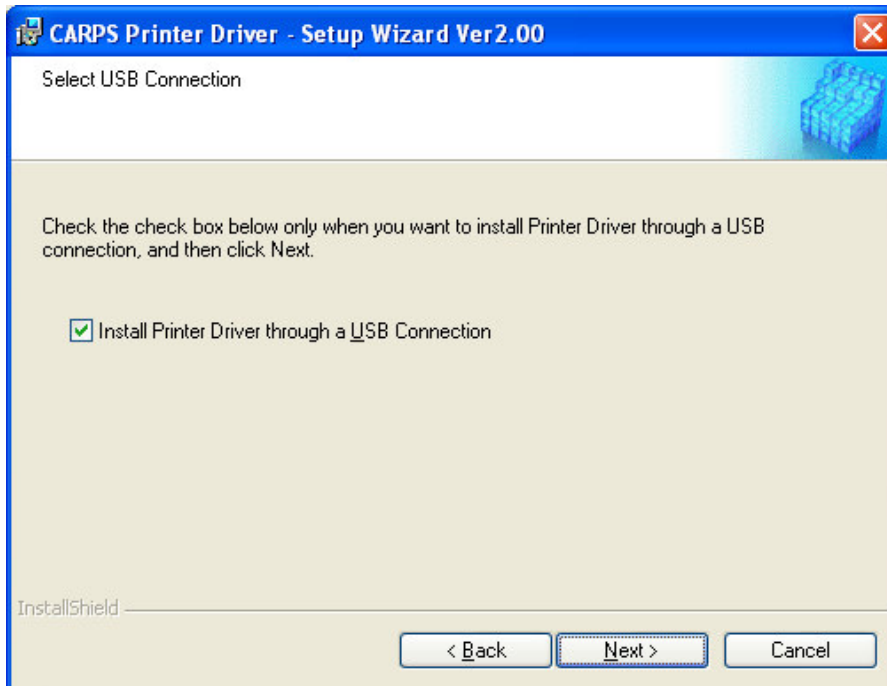 CARPS Printer Driver - Setup Wizard Ver2.00
Select USB Connection
Check the check box below only when you want to install Printer Driver through a USB
connection, and then click Next.
Install Printer Driver through a USB Connection
InstallShield
< Back Next > Cancel